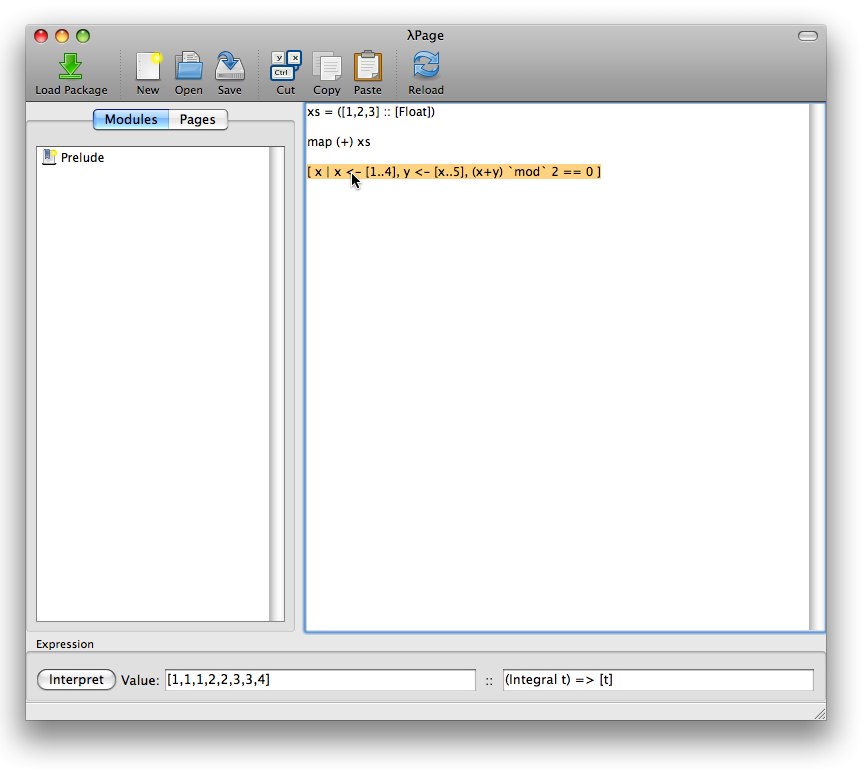 λPage
Load Package New Open Save Cut Copy Paste Reload
y x
Ctrl
Modules Pages
Prelude
xs = ([1,2,3] :: [Float])
map (+) xs
[ x | x <- [1..4], y <- [x..5], (x+y) `mod` 2 == 0 ]
Expression
Interpret Value: [1,1,1,2,2,3,3,4] :: (Integral t) => [t]